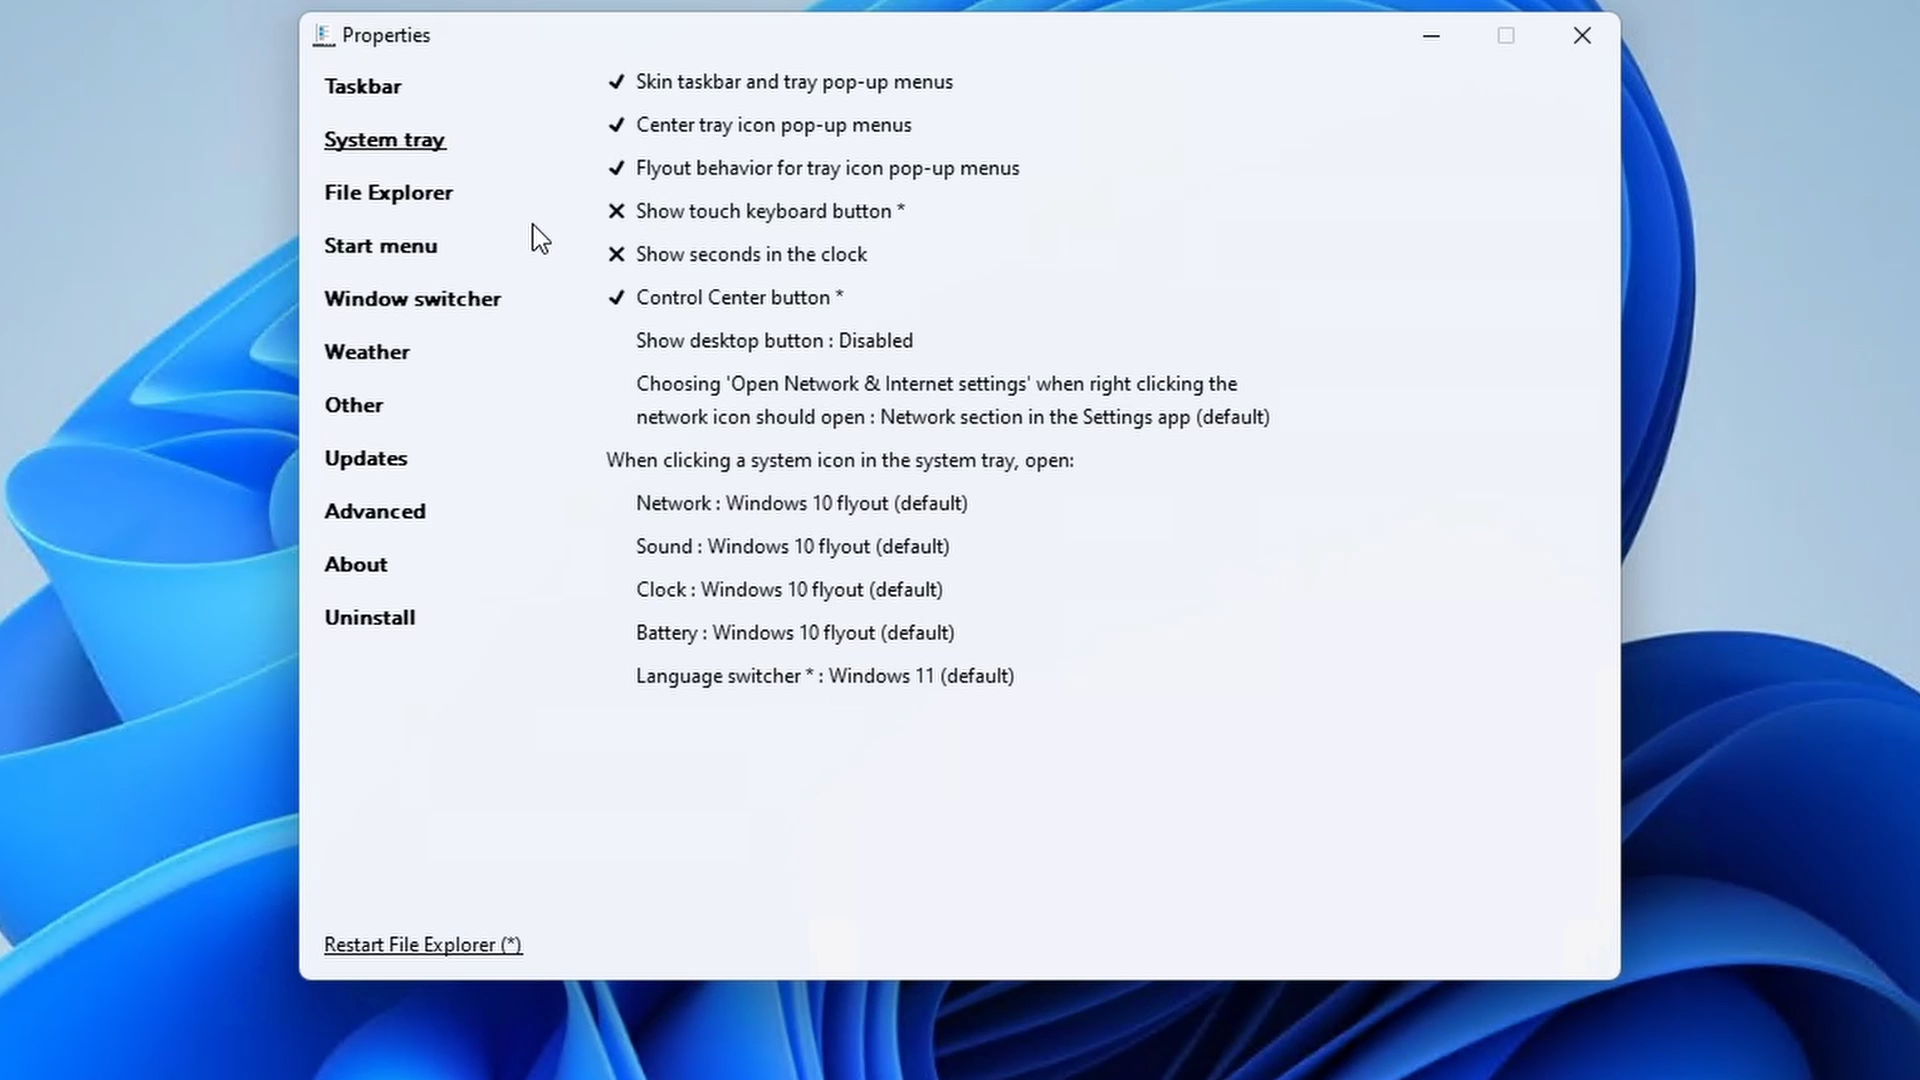 Properties
Taskbar
System tray
File Explorer
Start menu
Window switcher
Weather
Other
Updates
Advanced
About
Uninstall
Skin taskbar and tray pop-up menus
Center tray icon pop-up menus
Flyout behavior for tray icon pop-up menus
Show touch keyboard button *
Show seconds in the clock
Control Center button *
Show desktop button : Disabled
Choosing 'Open Network & Internet settings' when right clicking the
network icon should open : Network section in the Settings app (default)
When clicking a system icon in the system tray, open:
Network : Windows 10 flyout (default)
Sound : Windows 10 flyout (default)
Clock : Windows 10 flyout (default)
Battery : Windows 10 flyout (default)
Language switcher * : Windows 11 (default)
Restart File Explorer (*)